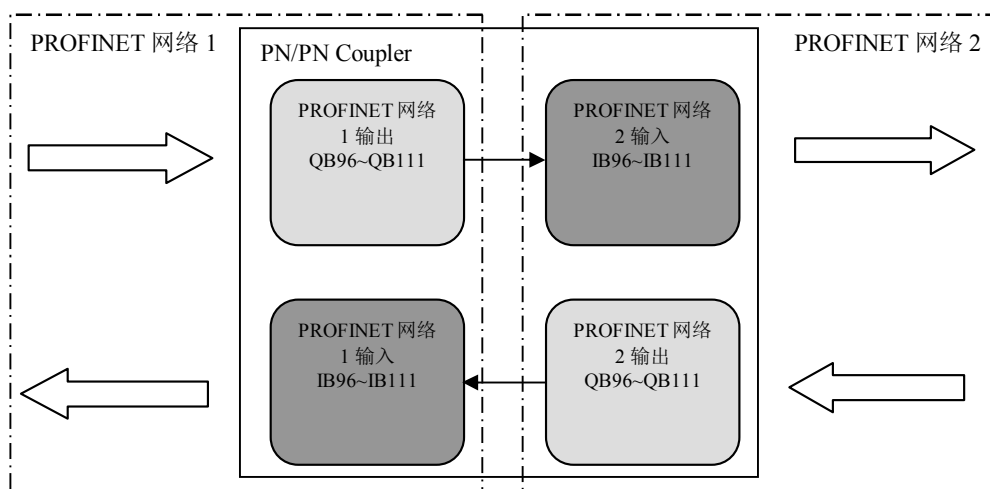 PROFINET 网络 1
PN/PN Coupler
PROFINET 网络 2
PROFINET 网络
1 输出
QB96~QB111
PROFINET 网络
2 输入
IB96~IB111
PROFINET 网络
1 输入
IB96~IB111
PROFINET 网络
2 输出
QB96~QB111